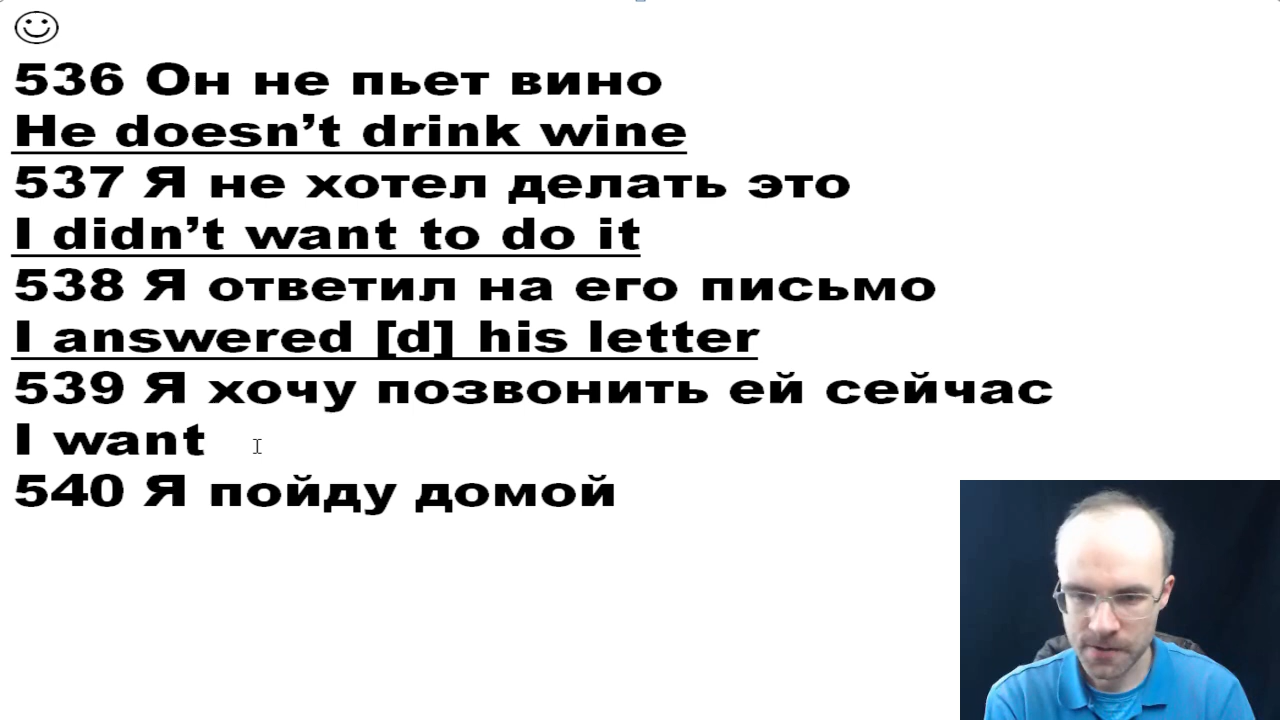 536 Он не пьет вино
He doesn’t drink wine
537 Я не хотел делать это
I didn’t want to do it
538 Я ответил на его письмо
I answered [d] his letter
539 Я хочу позвонить ей сейчас
I want
540 Я пойду домой